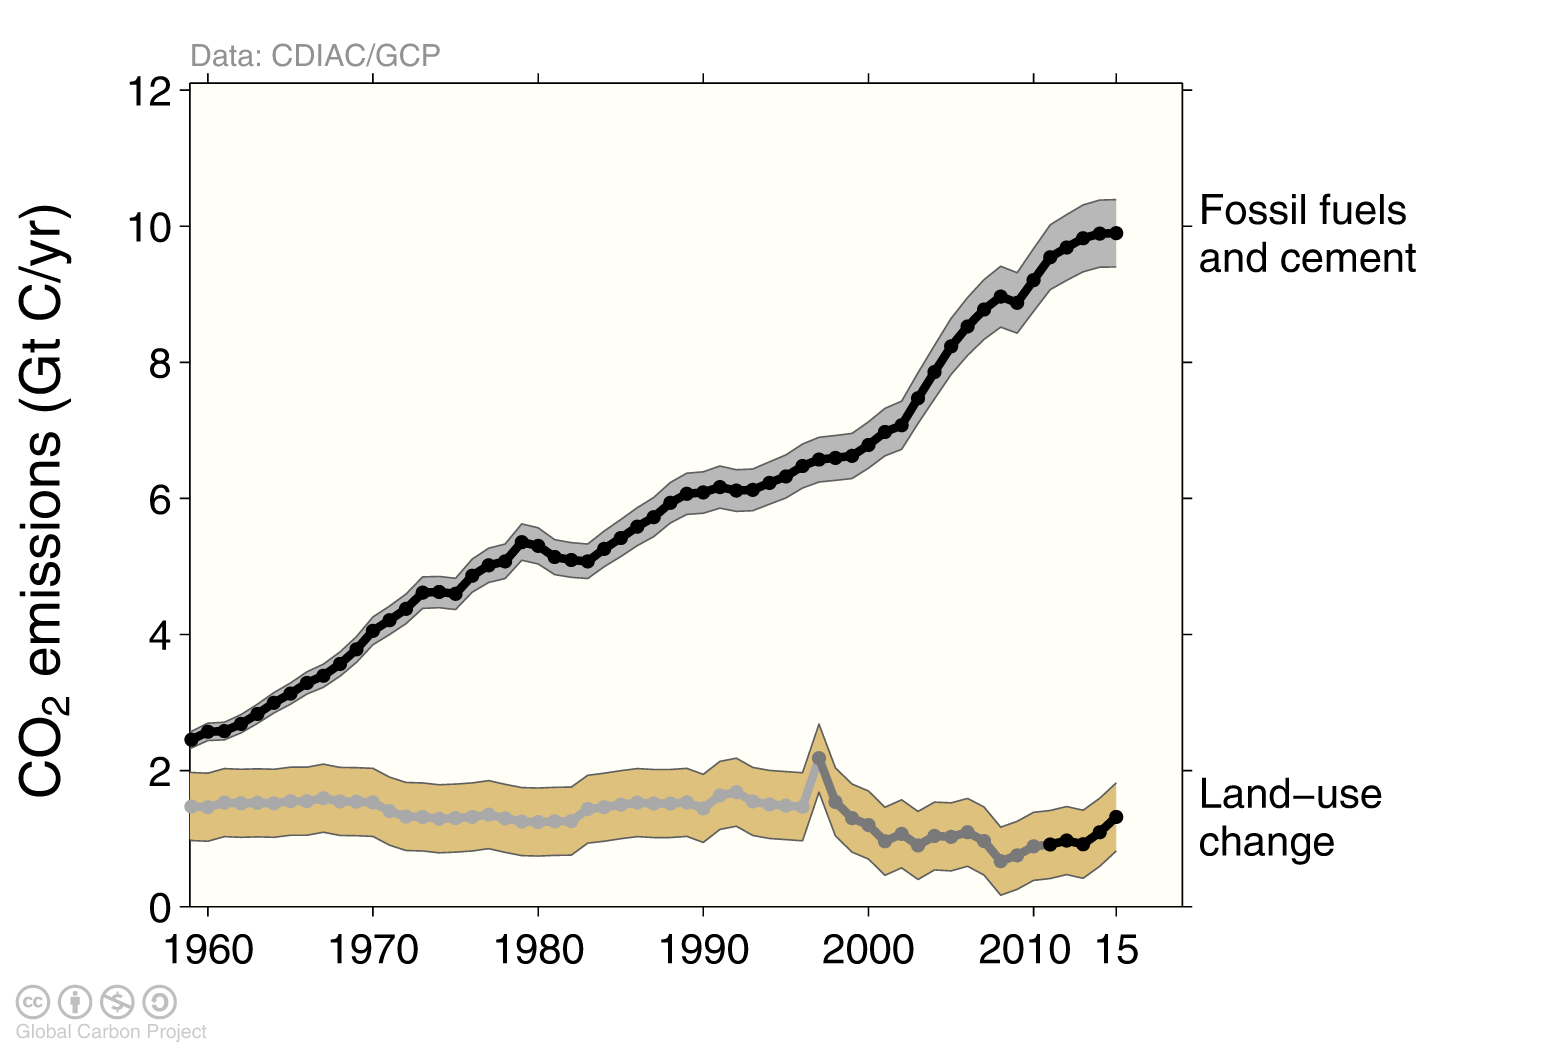 Data: CDIAC/GCP
12
10
8
6
4
2
0
CO₂ emissions (Gt C/yr)
Fossil fuels
and cement
Land−use
change
1960 1970 1980 1990 2000 2010 15
cc
Global Carbon Project